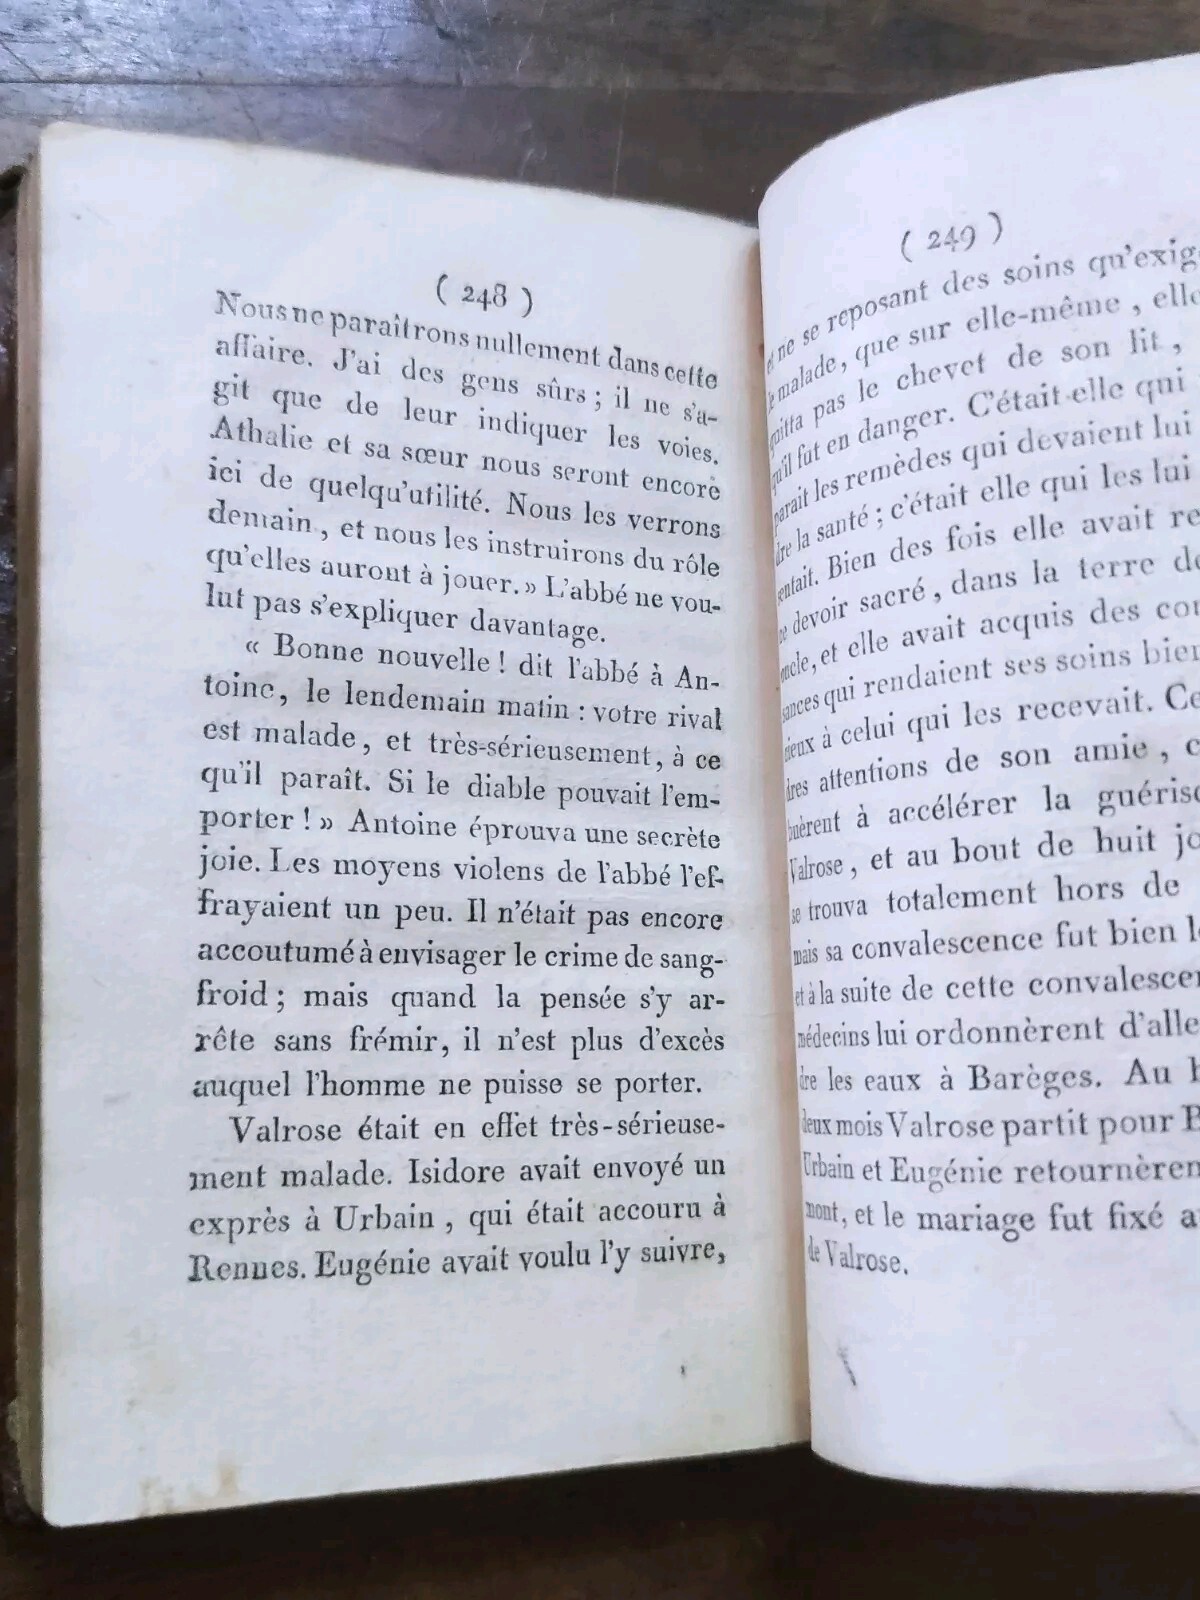 ( 248 )
Nous ne paraîtrons nullement dans cette
affaire. J'ai des gens sûrs ; il ne s'a-
git que de leur indiquer les voies.
Athalie et sa sœur nous seront encore
ici de quelqu'utilité. Nous les verrons
demain, et nous les instruirons du rôle
qu'elles auront à jouer. » L'abbé ne vou-
lut pas s'expliquer davantage.
« Bonne nouvelle ! dit l'abbé à An-
toine, le lendemain matin : votre rival
est malade, et très-sérieusement, à ce
qu'il paraît. Si le diable pouvait l'em-
porter ! » Antoine éprouva une secrète
joie. Les moyens violens de l'abbé l'ef-
frayaient un peu. Il n'était pas encore
accoutumé à envisager le crime de sang-
froid ; mais quand la pensée s'y ar-
rête sans frémir, il n'est plus d'excès
auquel l'homme ne puisse se porter.
Valrose était en effet très-sérieuse-
ment malade. Isidore avait envoyé un
exprès à Urbain, qui était accouru à
Rennes. Eugénie avait voulu l'y suivre,
( 249 )
et ne se reposant des soins qu'exig
le malade, que sur elle-même, elle
quitta pas le chevet de son lit,
qu'il fut en danger. C'était elle qui
parait les remèdes qui devaient lui
dre la santé ; c'était elle qui les lui
sentait. Bien des fois elle avait re
ce devoir sacré, dans la terre de
oncle, et elle avait acquis des con
sances qui rendaient ses soins bien
cieux à celui qui les recevait. Ce
dres attentions de son amie, c
buèrent à accélérer la guériso
Valrose, et au bout de huit jo
se trouva totalement hors de
mais sa convalescence fut bien l
et à la suite de cette convalescen
médecins lui ordonnèrent d'alle
dre les eaux à Barèges. Au b
deux mois Valrose partit pour B
Urbain et Eugénie retournèren
mont, et le mariage fut fixé a
de Valrose.